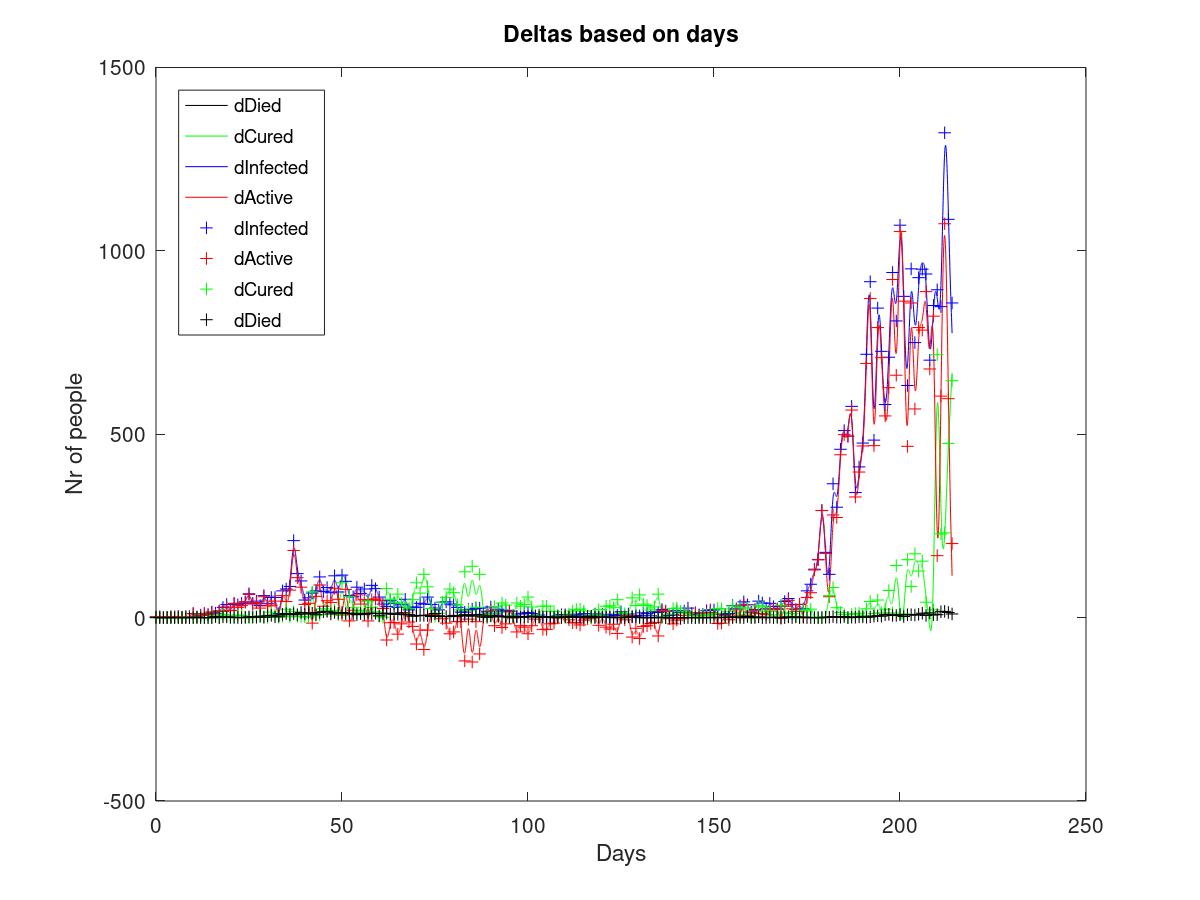 Deltas based on days
1500
1000
500
0
-500
Nr of people
dDied
dCured
dInfected
dActive
dInfected
dActive
dCured
dDied
0 50 100 150 200 250
Days